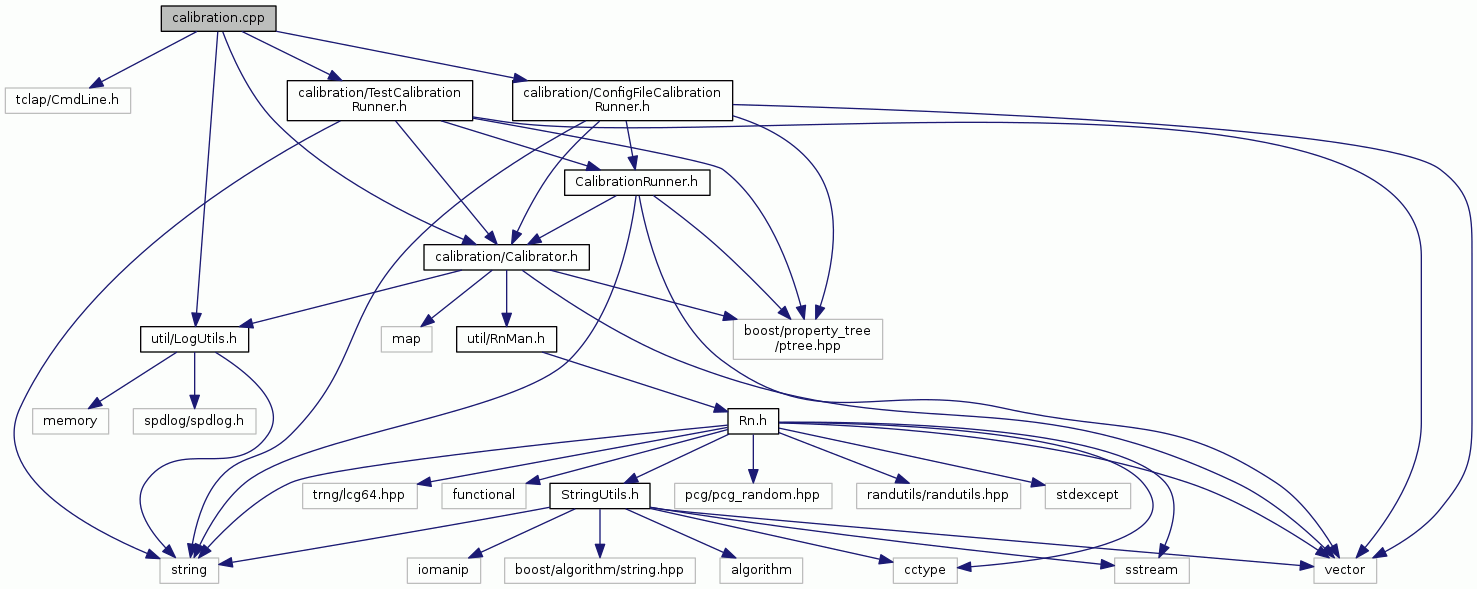 calibration.cpp
tclap/CmdLine.h
calibration/TestCalibration
Runner.h
calibration/ConfigFileCalibration
Runner.h
CalibrationRunner.h
calibration/Calibrator.h
util/LogUtils.h
map
util/RnMan.h
boost/property_tree
/ptree.hpp
memory
spdlog/spdlog.h
Rn.h
trng/lcg64.hpp
functional
StringUtils.h
pcg/pcg_random.hpp
randutils/randutils.hpp
stdexcept
string
iomanip
boost/algorithm/string.hpp
algorithm
cctype
sstream
vector